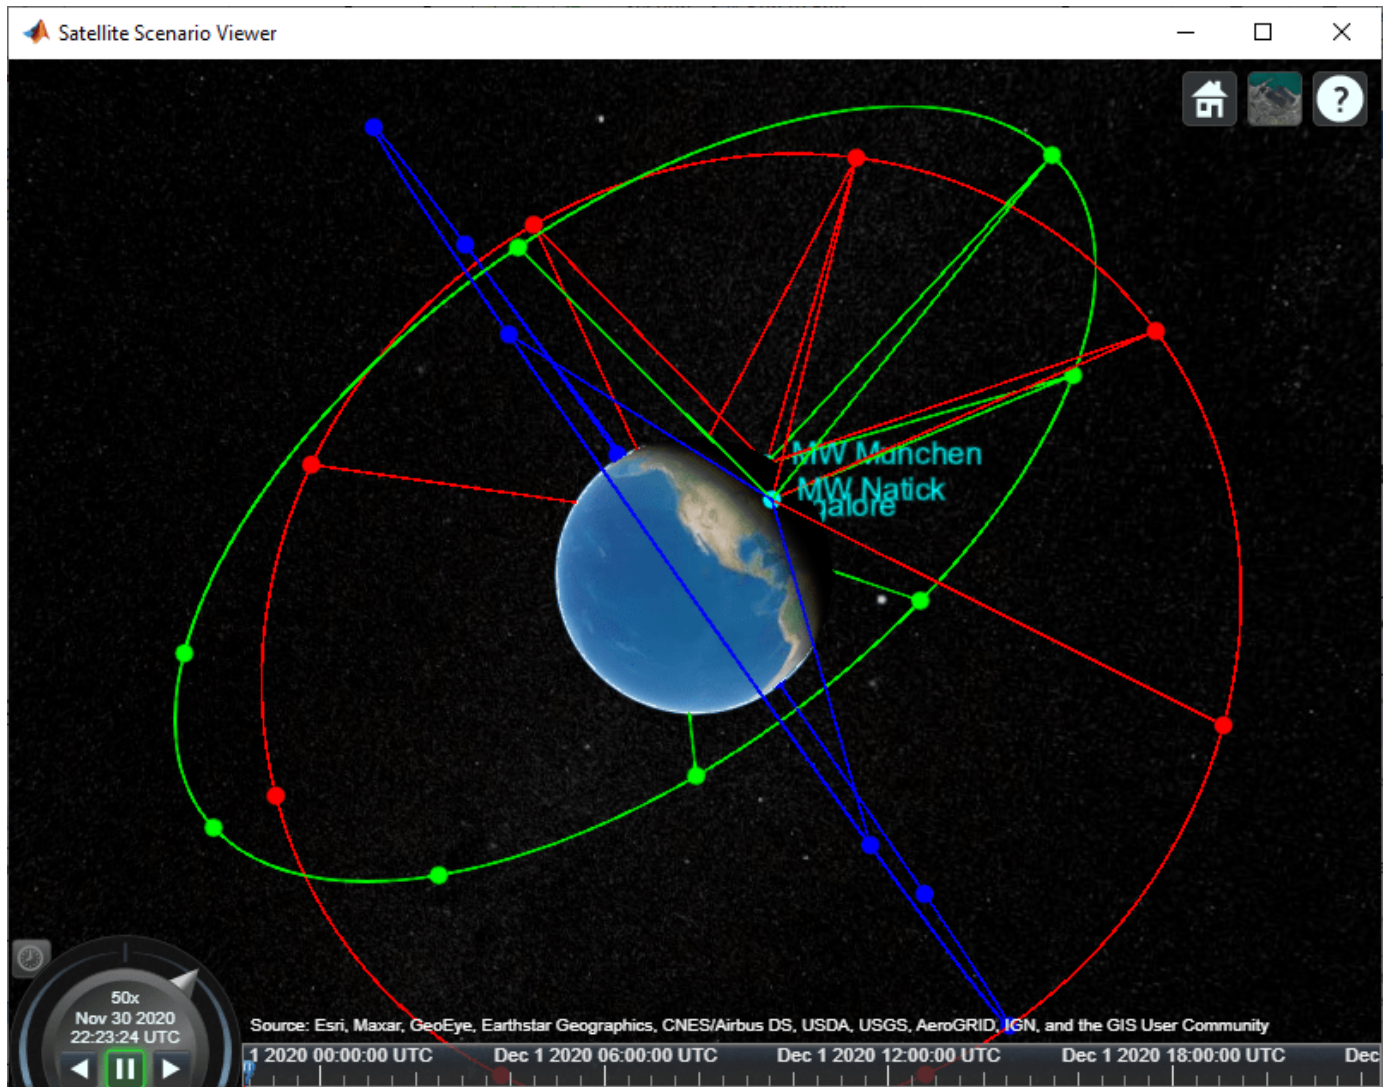 Satellite Scenario Viewer
?
MW Munchen
MW Natick
galore
50x
Nov 30 2020
22:23:24 UTC
Source: Esri, Maxar, GeoEye, Earthstar Geographics, CNES/Airbus DS, USDA, USGS, AeroGRID, IGN, and the GIS User Community
1 2020 00:00:00 UTC
Dec 1 2020 06:00:00 UTC
Dec 1 2020 12:00:00 UTC
Dec 1 2020 18:00:00 UTC
Dec